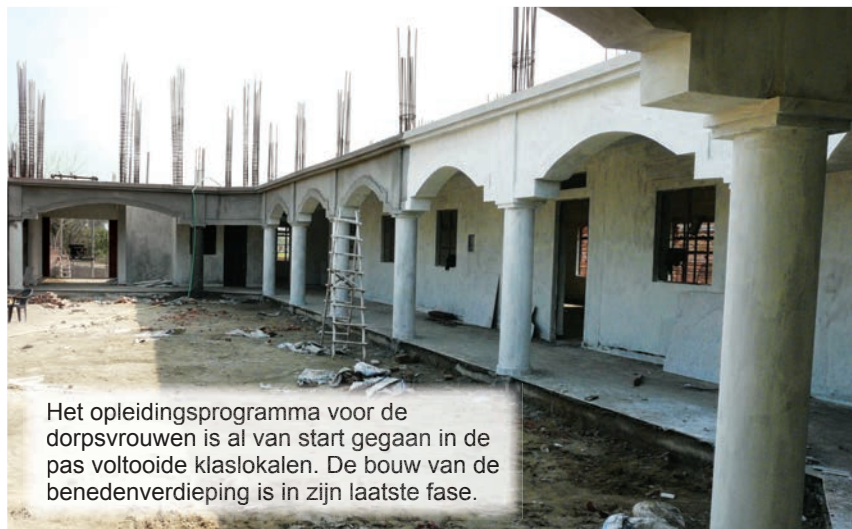 Het opleidingsprogramma voor de
dorpsvrouwen is al van start gegaan in de
pas voltooide klaslokalen. De bouw van de
benedenverdieping is in zijn laatste fase.